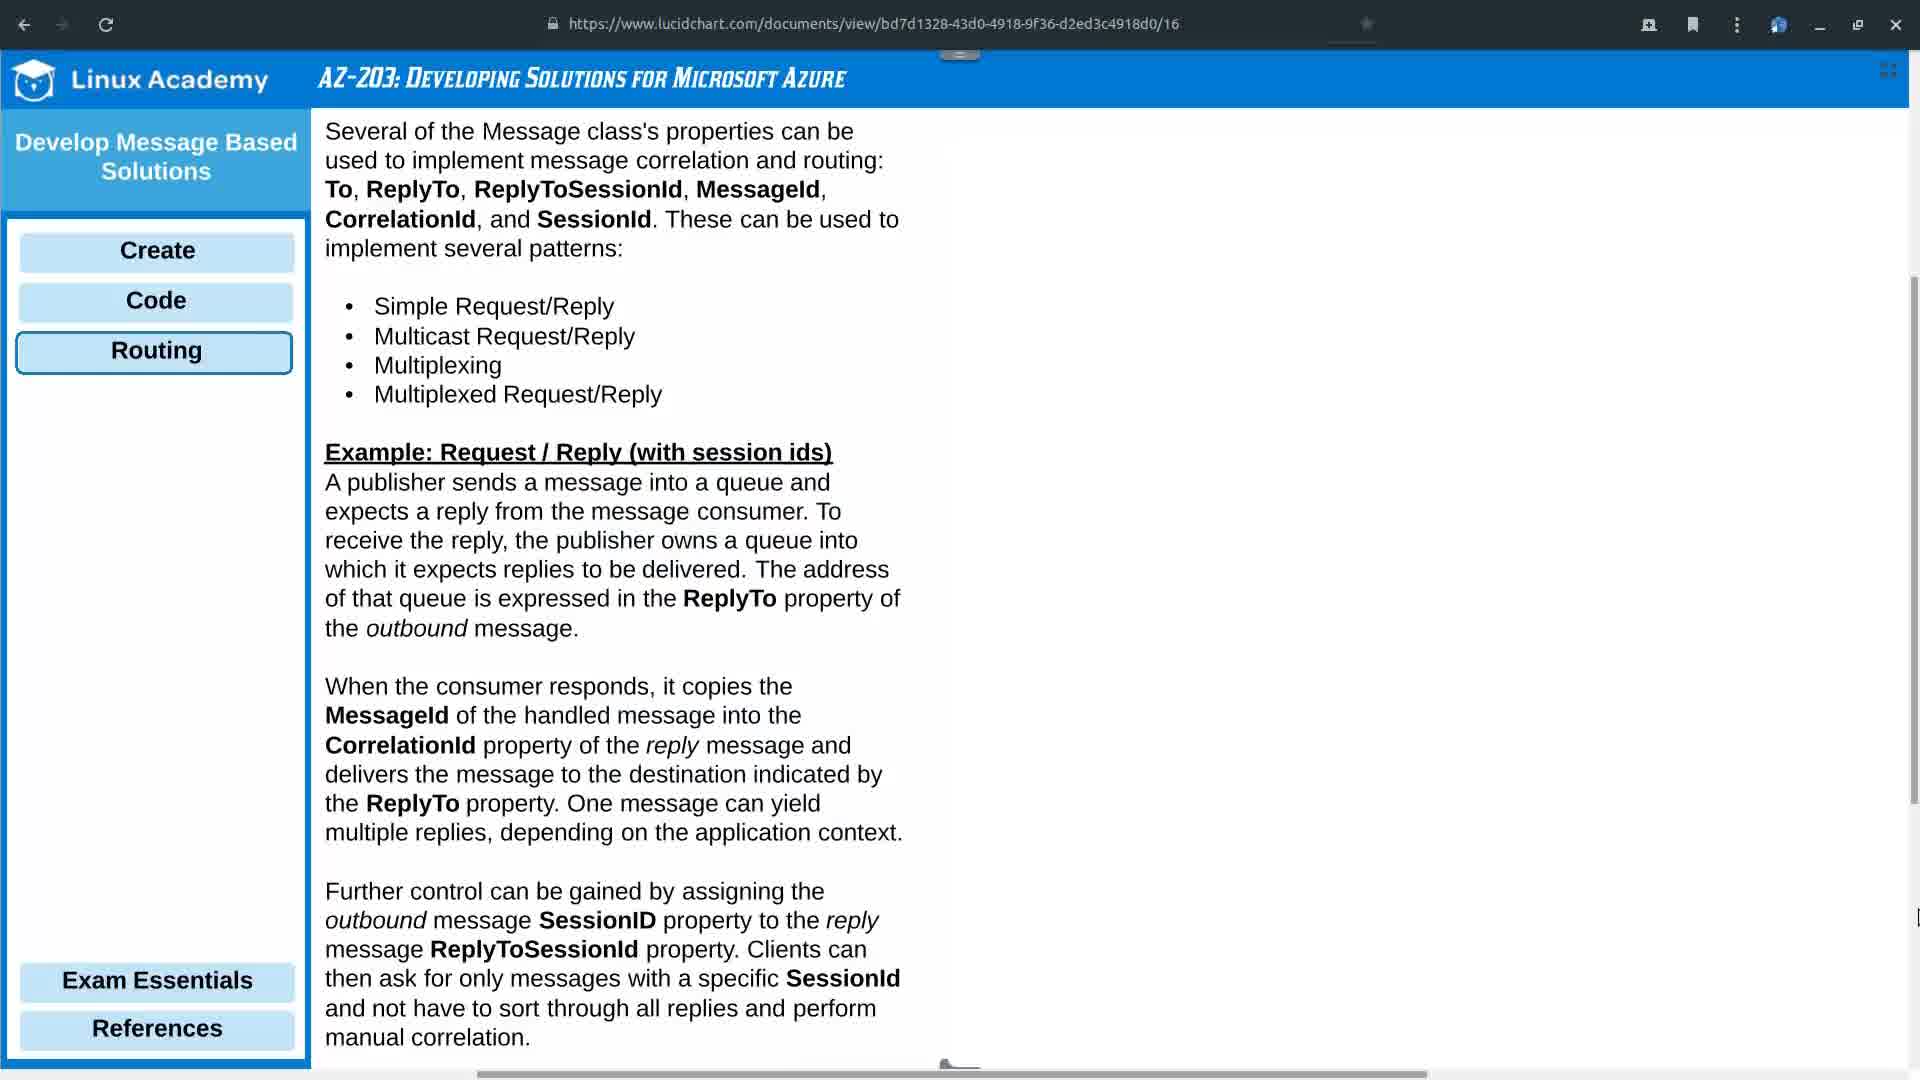 https://www.lucidchart.com/documents/view/bd7d1328-43d0-4918-9f36-d2ed3c4918d0/16
Linux Academy
AZ-203: Developing Solutions for Microsoft Azure
Develop Message Based
Solutions
Create
Code
Routing
Exam Essentials
References
Several of the Message class's properties can be
used to implement message correlation and routing:
To, ReplyTo, ReplyToSessionId, MessageId,
CorrelationId, and SessionId. These can be used to
implement several patterns:
• Simple Request/Reply
• Multicast Request/Reply
• Multiplexing
• Multiplexed Request/Reply
Example: Request / Reply (with session ids)
A publisher sends a message into a queue and
expects a reply from the message consumer. To
receive the reply, the publisher owns a queue into
which it expects replies to be delivered. The address
of that queue is expressed in the ReplyTo property of
the outbound message.
When the consumer responds, it copies the
MessageId of the handled message into the
CorrelationId property of the reply message and
delivers the message to the destination indicated by
the ReplyTo property. One message can yield
multiple replies, depending on the application context.
Further control can be gained by assigning the
outbound message SessionID property to the reply
message ReplyToSessionId property. Clients can
then ask for only messages with a specific SessionId
and not have to sort through all replies and perform
manual correlation.